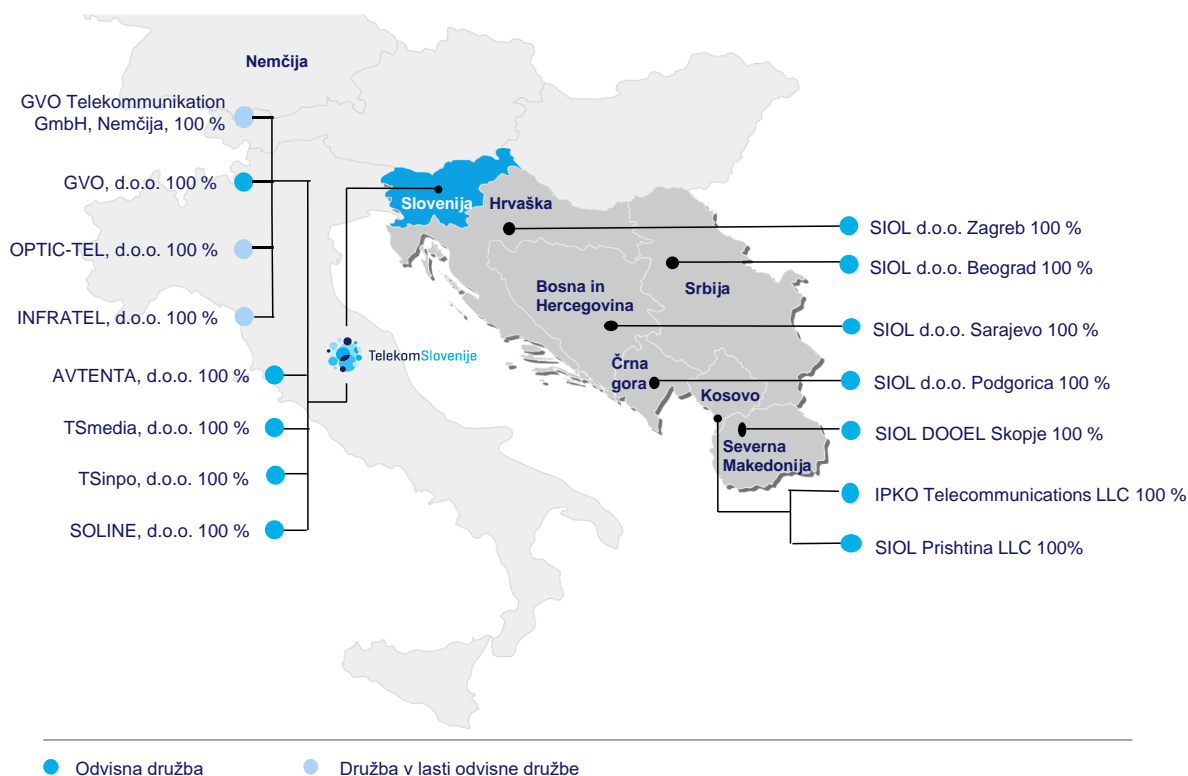 Nemčija
GVO Telekommunikation
GmbH, Nemčija, 100 %
GVO, d.o.o. 100 %
OPTIC-TEL, d.o.o. 100 %
INFRATEL, d.o.o. 100 %
AVTENTA, d.o.o. 100 %
TSmedia, d.o.o. 100 %
TSinpo, d.o.o. 100 %
SOLINE, d.o.o. 100 %
TelekomSlovenije
Slovenija
Hrvaška
Bosna in
Hercegovina
Srbija
Črna
gora
Kosovo
Severna
Makedonija
SIOL d.o.o. Zagreb 100 %
SIOL d.o.o. Beograd 100 %
SIOL d.o.o. Sarajevo 100 %
SIOL d.o.o. Podgorica 100 %
SIOL DOOEL Skopje 100 %
IPKO Telecommunications LLC 100 %
SIOL Prishtina LLC 100%
Odvisna družba
Družba v lasti odvisne družbe